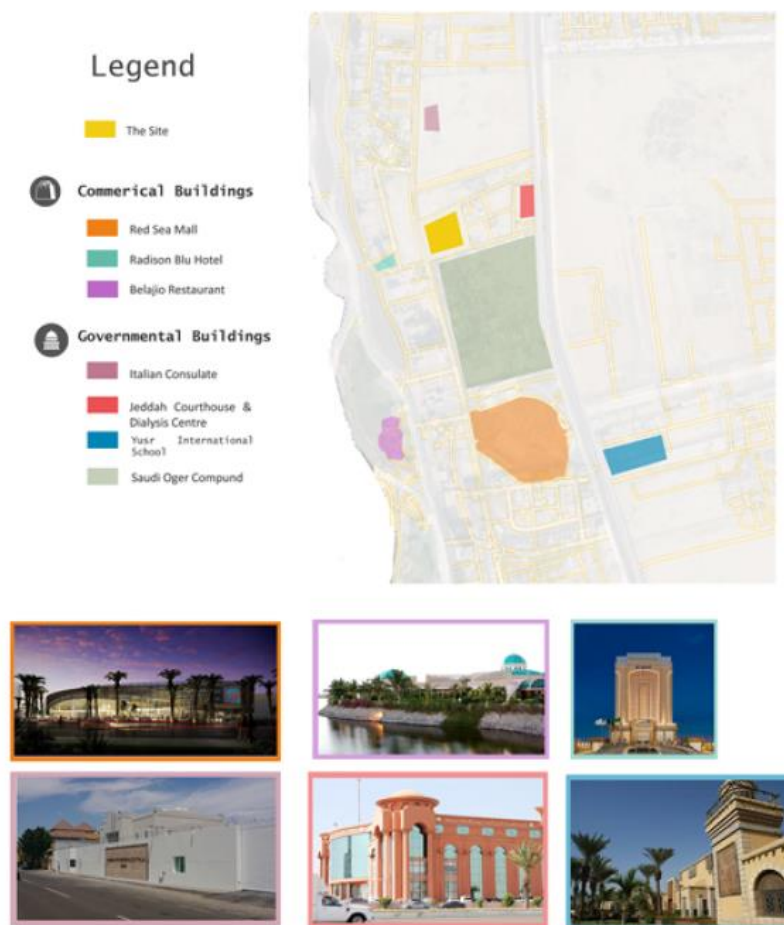 Legend
The Site
Commerical Buildings
Red Sea Mall
Radison Blu Hotel
Belajio Restaurant
Governmental Buildings
Italian Consulate
Jeddah Courthouse &
Dialysis Centre
Yusr International
School
Saudi Oger Compund